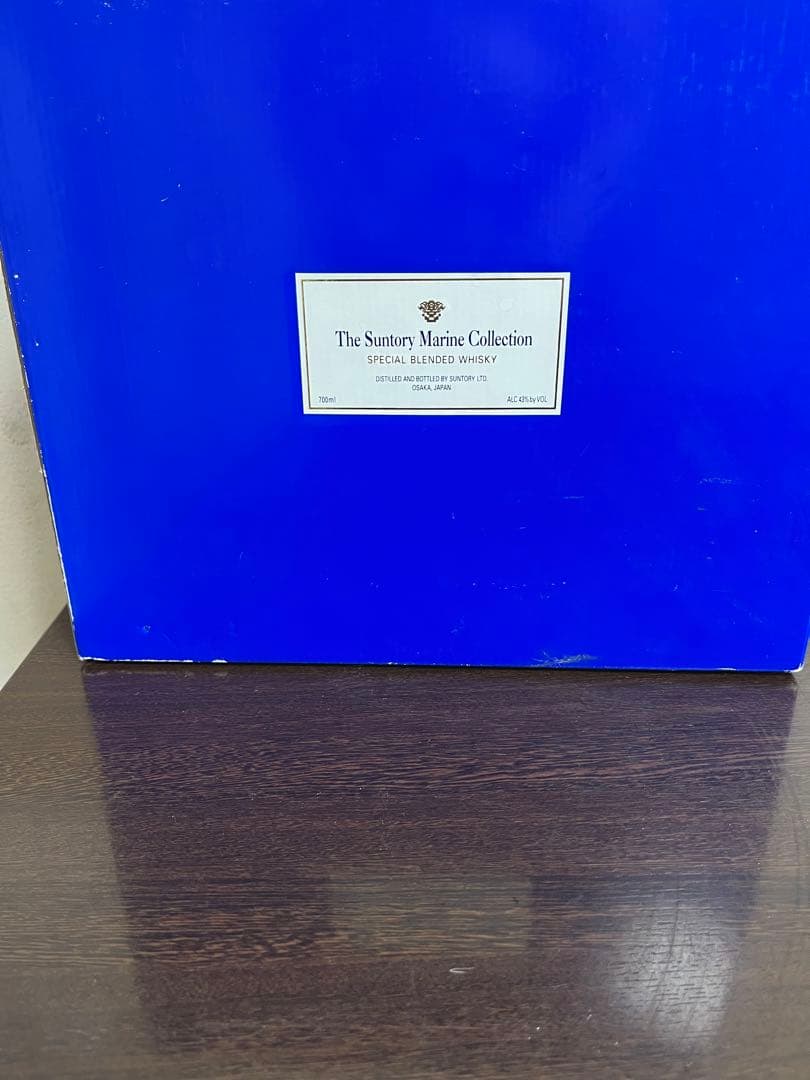 The Suntory Marine Collection
SPECIAL BLENDED WHISKY
DISTILLED AND BOTTLED BY SUNTORY LTD.
OSAKA, JAPAN
700ml ALC 43% by VOL